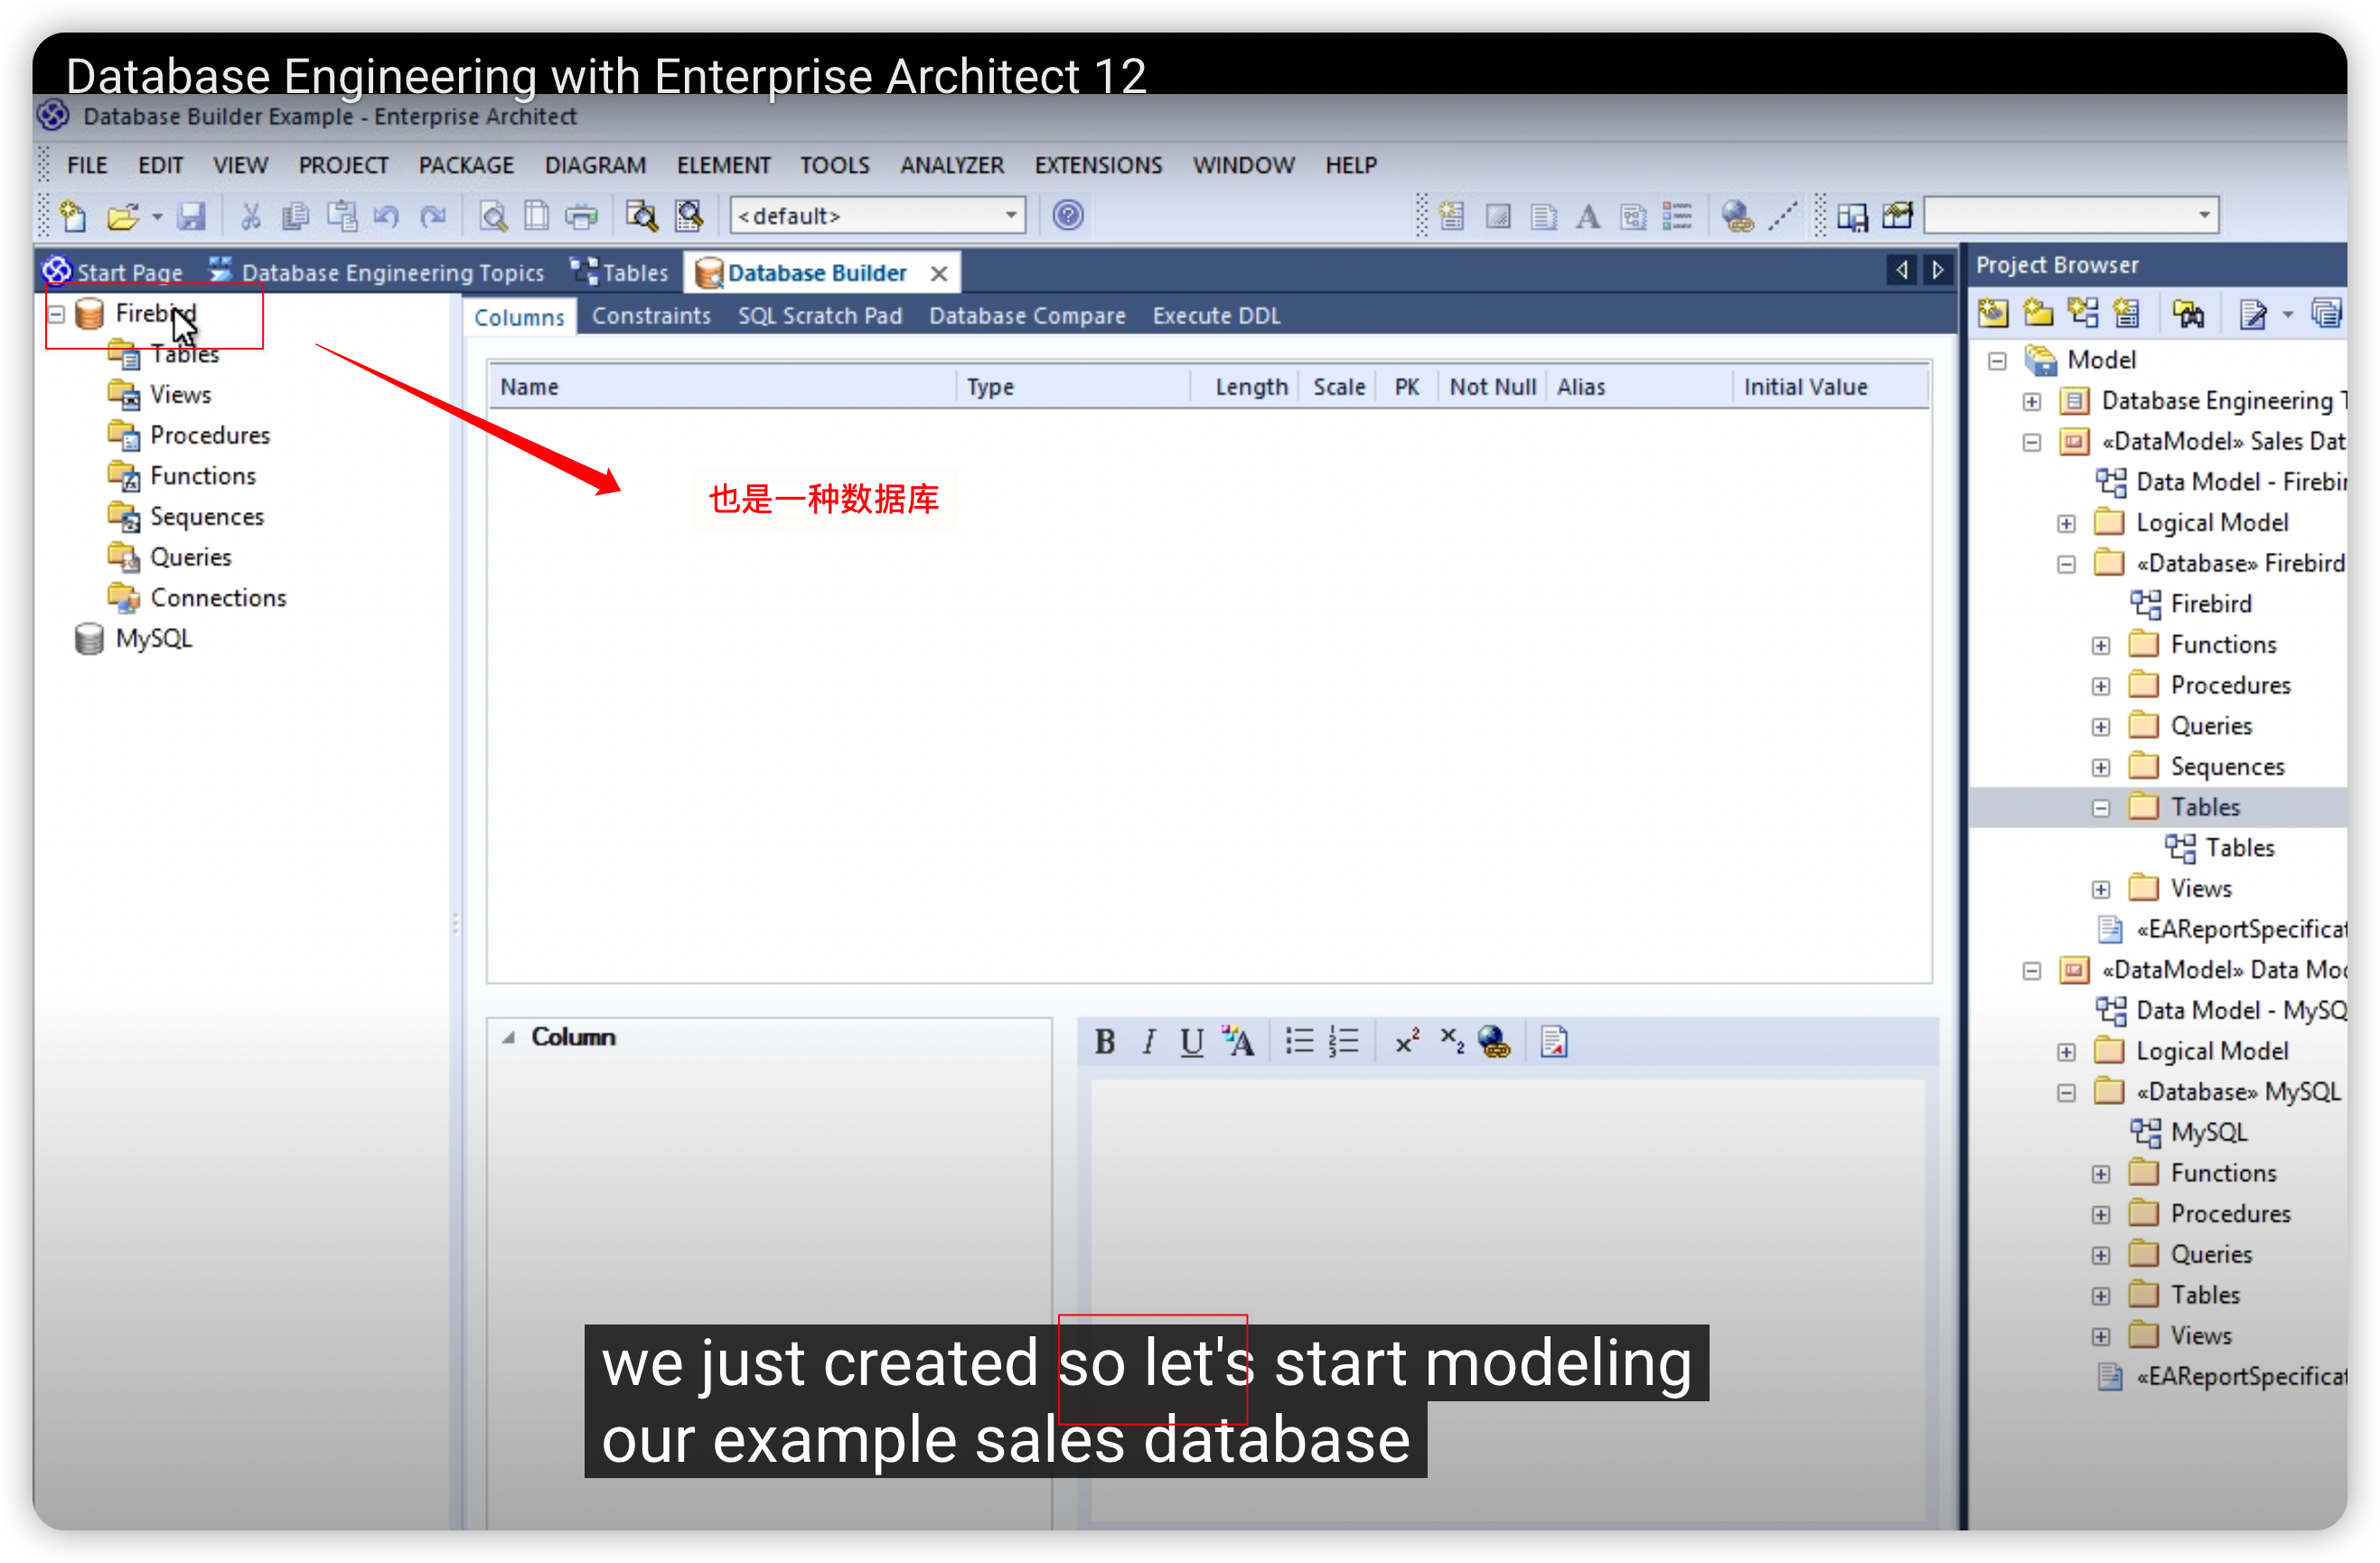 Database Engineering with Enterprise Architect 12
Database Builder Example - Enterprise Architect
FILE EDIT VIEW PROJECT PACKAGE DIAGRAM ELEMENT TOOLS ANALYZER EXTENSIONS WINDOW HELP
<default>
Start Page Database Engineering Topics Tables Database Builder
Firebird
Tables
Views
Procedures
Functions
Sequences
Queries
Connections
MySQL
Columns Constraints SQL Scratch Pad Database Compare Execute DDL
Name Type Length Scale PK Not Null Alias Initial Value
也是一种数据库
Column
B I U A x² x₂
Project Browser
Model
Database Engineering T
«DataModel» Sales Dat
Data Model - Firebir
Logical Model
«Database» Firebird
Firebird
Functions
Procedures
Queries
Sequences
Tables
Tables
Views
«EAReportSpecificat
«DataModel» Data Mod
Data Model - MySQ
Logical Model
«Database» MySQL
MySQL
Functions
Procedures
Queries
Tables
Views
«EAReportSpecificat
we just created so let's start modeling
our example sales database